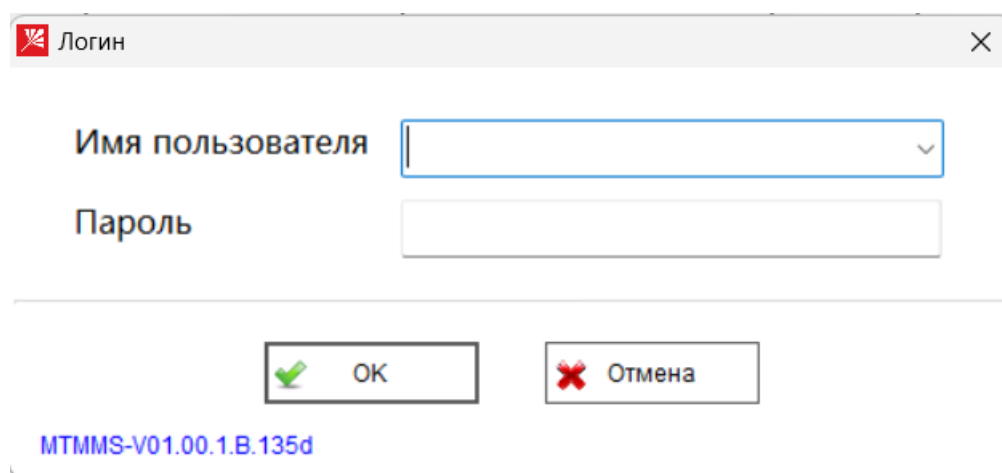 Логин
Имя пользователя
Пароль
OK
Отмена
MTMMS-V01.00.1.B.135d